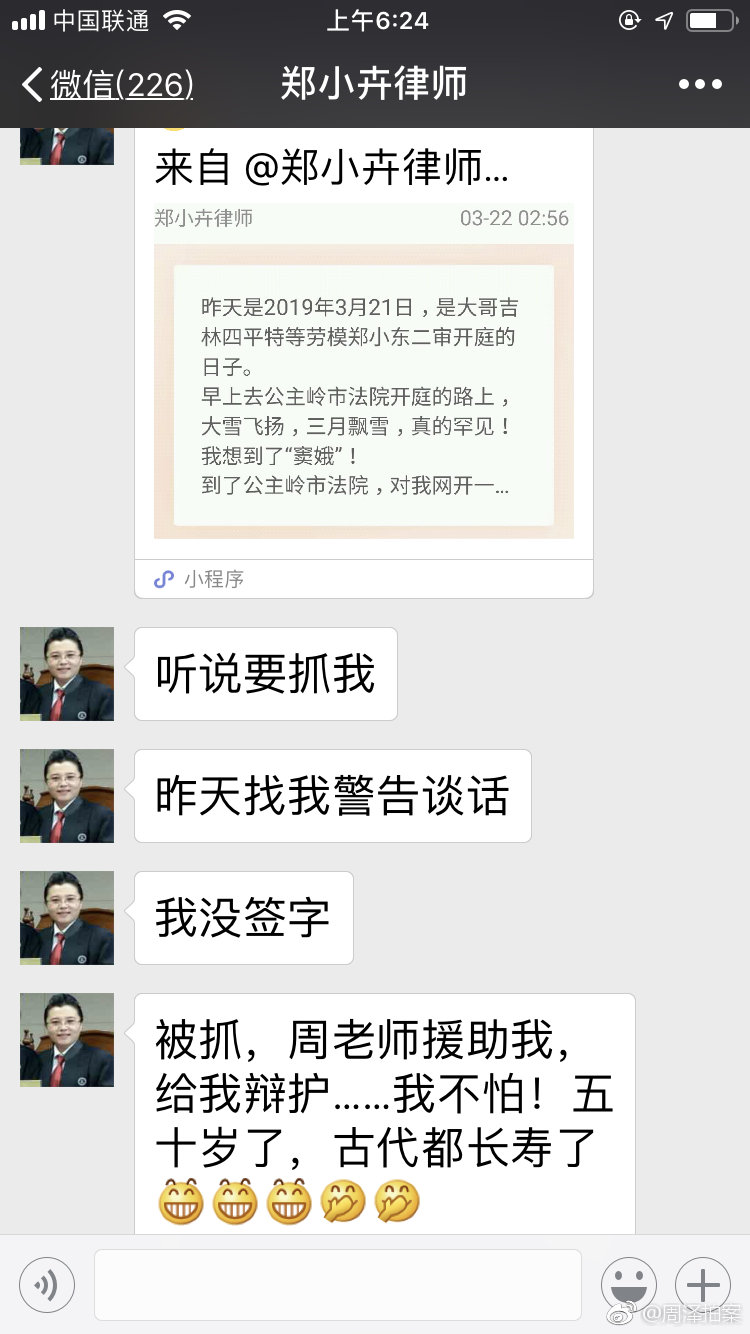 中国联通
上午6:24
微信(226)
郑小卉律师
来自 @郑小卉律师...
郑小卉律师
03-22 02:56
昨天是2019年3月21日，是大哥吉
林四平特等劳模郑小东二审开庭的
日子。
早上去公主岭市法院开庭的路上，
大雪飞扬，三月飘雪，真的罕见！
我想到了“窦娥”！
到了公主岭市法院，对我网开一...
小程序
听说要抓我
昨天找我警告谈话
我没签字
被抓，周老师援助我，
给我辩护……我不怕！五
十岁了，古代都长寿了
@周泽拍案